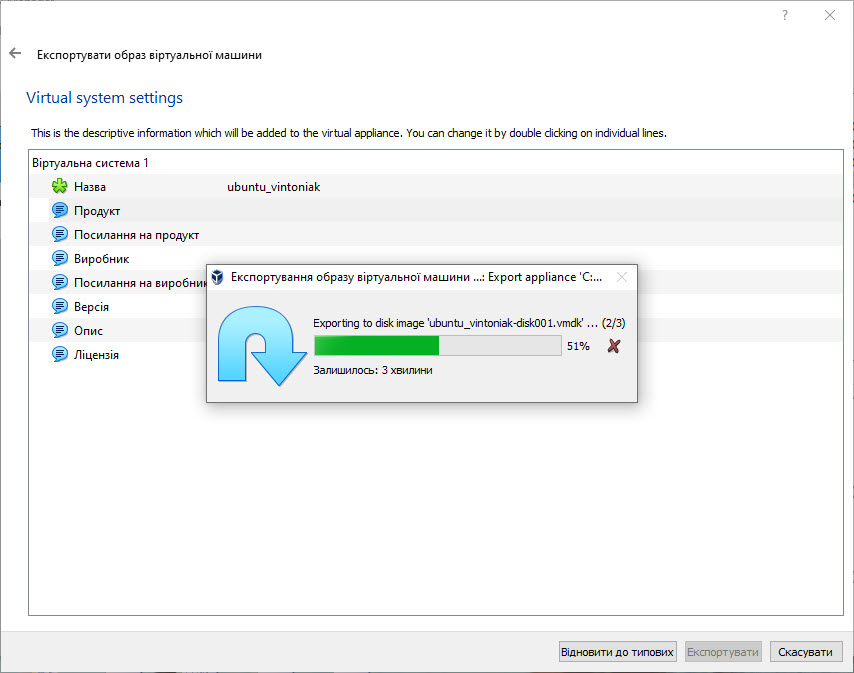 ?
Експортувати образ віртуальної машини
Virtual system settings
This is the descriptive information which will be added to the virtual appliance. You can change it by double clicking on individual lines.
Віртуальна система 1
Назва ubuntu_vintoniak
Продукт
Посилання на продукт
Виробник
Посилання на виробник
Версія
Опис
Ліцензія
Експортування образу віртуальної машини ...: Export appliance 'C:...
Exporting to disk image 'ubuntu_vintoniak-disk001.vmdk' ... (2/3)
51%
Залишилось: 3 хвилини
Відновити до типових Експортувати Скасувати